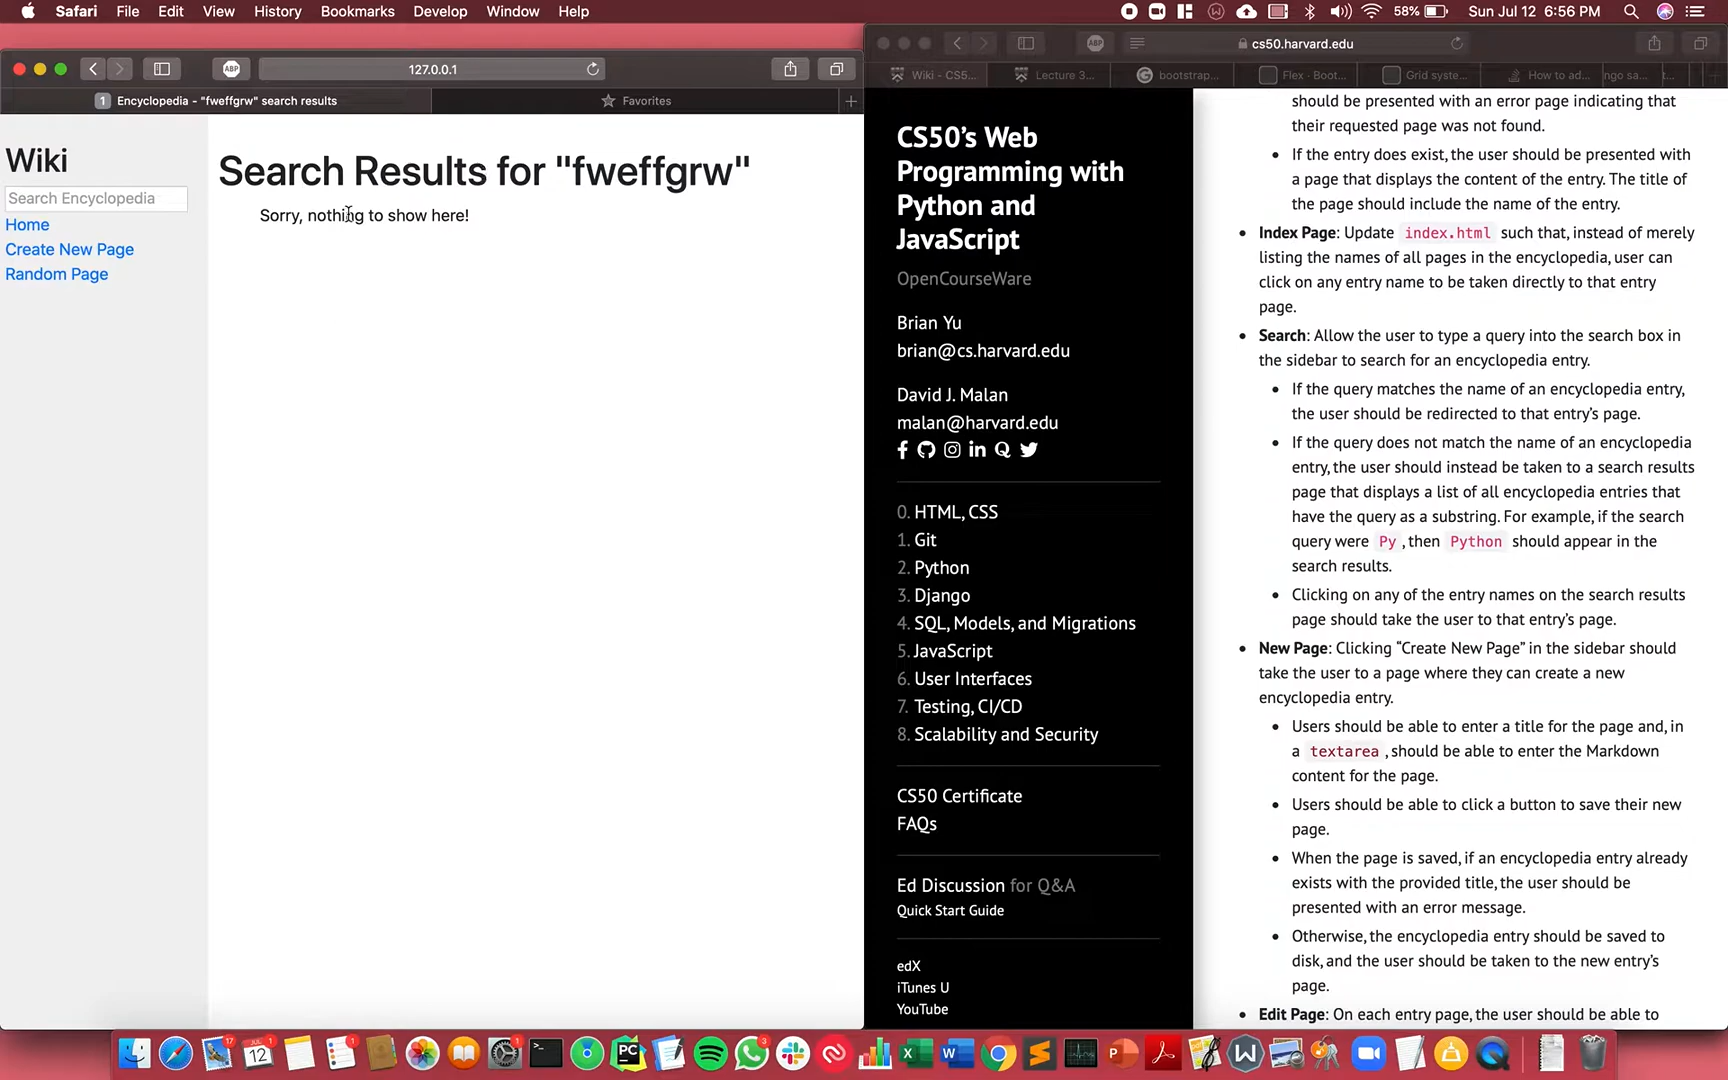 Safari File Edit View History Bookmarks Develop Window Help
58% Sun Jul 12 6:56 PM
ABP 127.0.0.1
1 Encyclopedia - "fweffgrw" search results
Favorites
Wiki
Search Encyclopedia
Home
Create New Page
Random Page
Search Results for "fweffgrw"
Sorry, nothing to show here!
ABP cs50.harvard.edu
Wiki - CS5... Lecture 3... bootstrap... Flex · Boot... Grid syste... How to ad... ngo sa... t...
CS50’s Web
Programming with
Python and
JavaScript
OpenCourseWare
Brian Yu
brian@cs.harvard.edu
David J. Malan
malan@harvard.edu
0. HTML, CSS
1. Git
2. Python
3. Django
4. SQL, Models, and Migrations
5. JavaScript
6. User Interfaces
7. Testing, CI/CD
8. Scalability and Security
CS50 Certificate
FAQs
Ed Discussion for Q&A
Quick Start Guide
edX
iTunes U
YouTube
should be presented with an error page indicating that
their requested page was not found.
If the entry does exist, the user should be presented with
a page that displays the content of the entry. The title of
the page should include the name of the entry.
Index Page: Update index.html such that, instead of merely
listing the names of all pages in the encyclopedia, user can
click on any entry name to be taken directly to that entry
page.
Search: Allow the user to type a query into the search box in
the sidebar to search for an encyclopedia entry.
If the query matches the name of an encyclopedia entry,
the user should be redirected to that entry’s page.
If the query does not match the name of an encyclopedia
entry, the user should instead be taken to a search results
page that displays a list of all encyclopedia entries that
have the query as a substring. For example, if the search
query were Py, then Python should appear in the
search results.
Clicking on any of the entry names on the search results
page should take the user to that entry’s page.
New Page: Clicking “Create New Page” in the sidebar should
take the user to a page where they can create a new
encyclopedia entry.
Users should be able to enter a title for the page and, in
a textarea, should be able to enter the Markdown
content for the page.
Users should be able to click a button to save their new
page.
When the page is saved, if an encyclopedia entry already
exists with the provided title, the user should be
presented with an error message.
Otherwise, the encyclopedia entry should be saved to
disk, and the user should be taken to the new entry’s
page.
Edit Page: On each entry page, the user should be able to